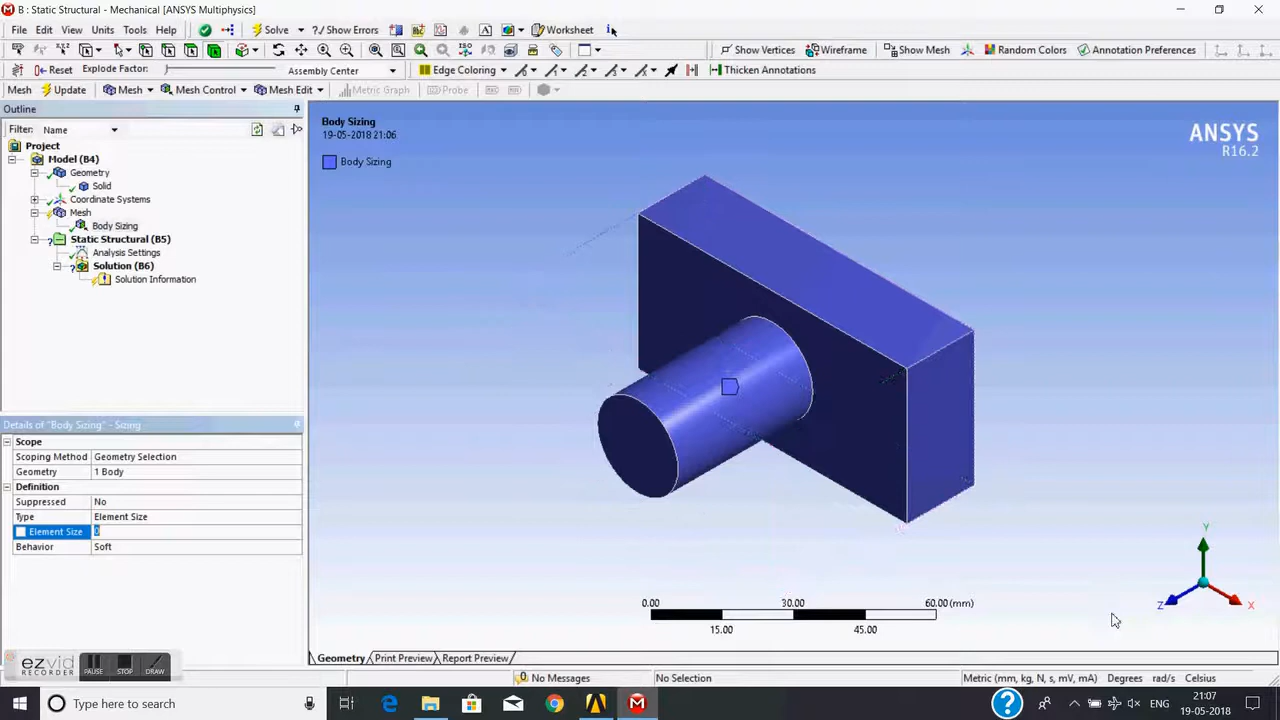 B : Static Structural - Mechanical [ANSYS Multiphysics]
File Edit View Units Tools Help Solve Show Errors Worksheet
Show Vertices Wireframe Show Mesh Random Colors Annotation Preferences
Reset Explode Factor: Assembly Center Edge Coloring Thicken Annotations
Mesh Update Mesh Mesh Control Mesh Edit Metric Graph Probe
Outline
Filter: Name
Project
Model (B4)
Geometry
Solid
Coordinate Systems
Mesh
Body Sizing
Static Structural (B5)
Analysis Settings
Solution (B6)
Solution Information
Details of "Body Sizing" - Sizing
Scope
Scoping Method Geometry Selection
Geometry 1 Body
Definition
Suppressed No
Type Element Size
Element Size
Behavior Soft
Body Sizing
19-05-2018 21:06
Body Sizing
ANSYS
R16.2
Y
Z X
0.00 30.00 60.00 (mm)
15.00 45.00
Geometry Print Preview Report Preview
ezvid
RECORDER
PAUSE STOP DRAW
No Messages No Selection Metric (mm, kg, N, s, mV, mA) Degrees rad/s Celsius
Type here to search
ENG
21:07
19-05-2018